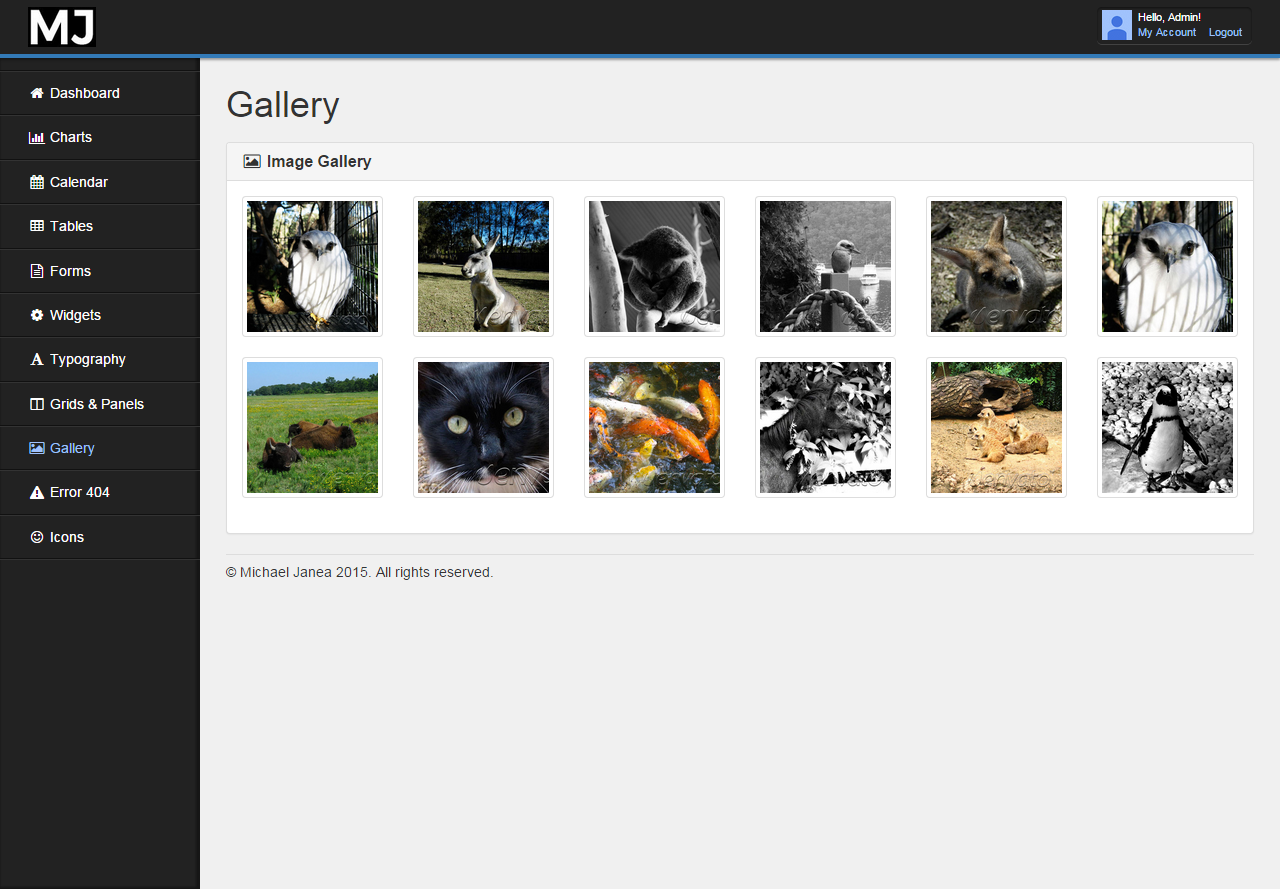 MJ
Hello, Admin!
My Account Logout
Dashboard
Charts
Calendar
Tables
Forms
Widgets
Typography
Grids & Panels
Gallery
Error 404
Icons
Gallery
Image Gallery
© Michael Janea 2015. All rights reserved.